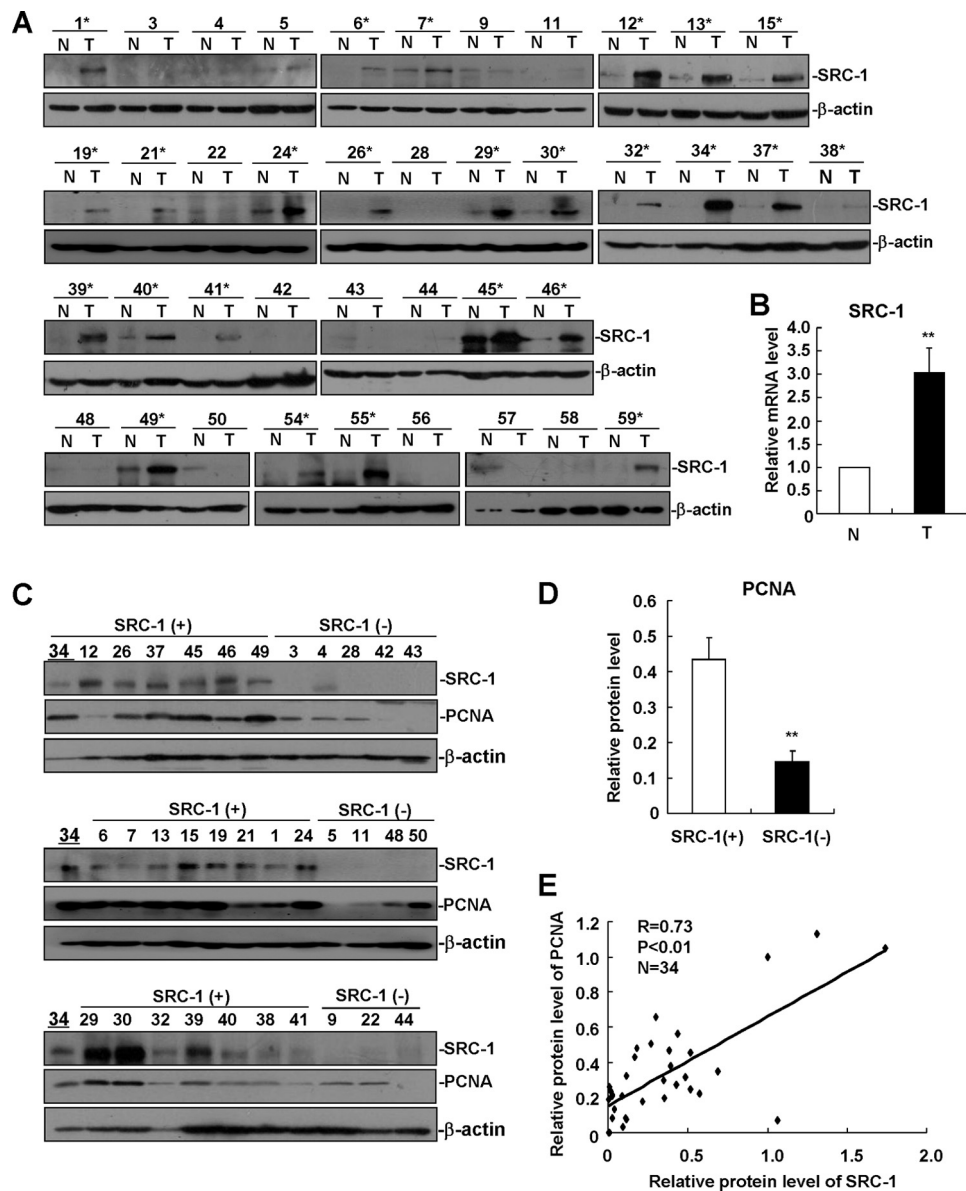 A
1* 3 4 5 6* 7* 9 11 12* 13* 15*
N T N T N T N T N T N T N T N T N T N T N T
-SRC-1
-β-actin
19* 21* 22 24* 26* 28 29* 30* 32* 34* 37* 38*
N T N T N T N T N T N T N T N T N T N T N T N T
-SRC-1
-β-actin
39* 40* 41* 42 43 44 45* 46*
N T N T N T N T N T N T N T N T
-SRC-1
-β-actin
48 49* 50 54* 55* 56 57 58 59*
N T N T N T N T N T N T N T N T N T
-SRC-1
-β-actin
B
SRC-1
Relative mRNA level
4.0
3.5
3.0
2.5
2.0
1.0
0.5
0
**
N T
C
SRC-1 (+) SRC-1 (-)
34 12 26 37 45 46 49 3 4 28 42 43
-SRC-1
-PCNA
-β-actin
SRC-1 (+) SRC-1 (-)
34 6 7 13 15 19 21 1 24 5 11 48 50
-SRC-1
-PCNA
-β-actin
SRC-1 (+) SRC-1 (-)
34 29 30 32 39 40 38 41 9 22 44
-SRC-1
-PCNA
-β-actin
D
PCNA
Relative protein level
0.6
0.5
0.4
0.3
0.2
0.1
0
**
SRC-1(+) SRC-1(-)
E
Relative protein level of PCNA
1.2
1.0
0.8
0.6
0.4
0.2
0
R=0.73
P<0.01
N=34
0 0.5 1.0 1.5 2.0
Relative protein level of SRC-1